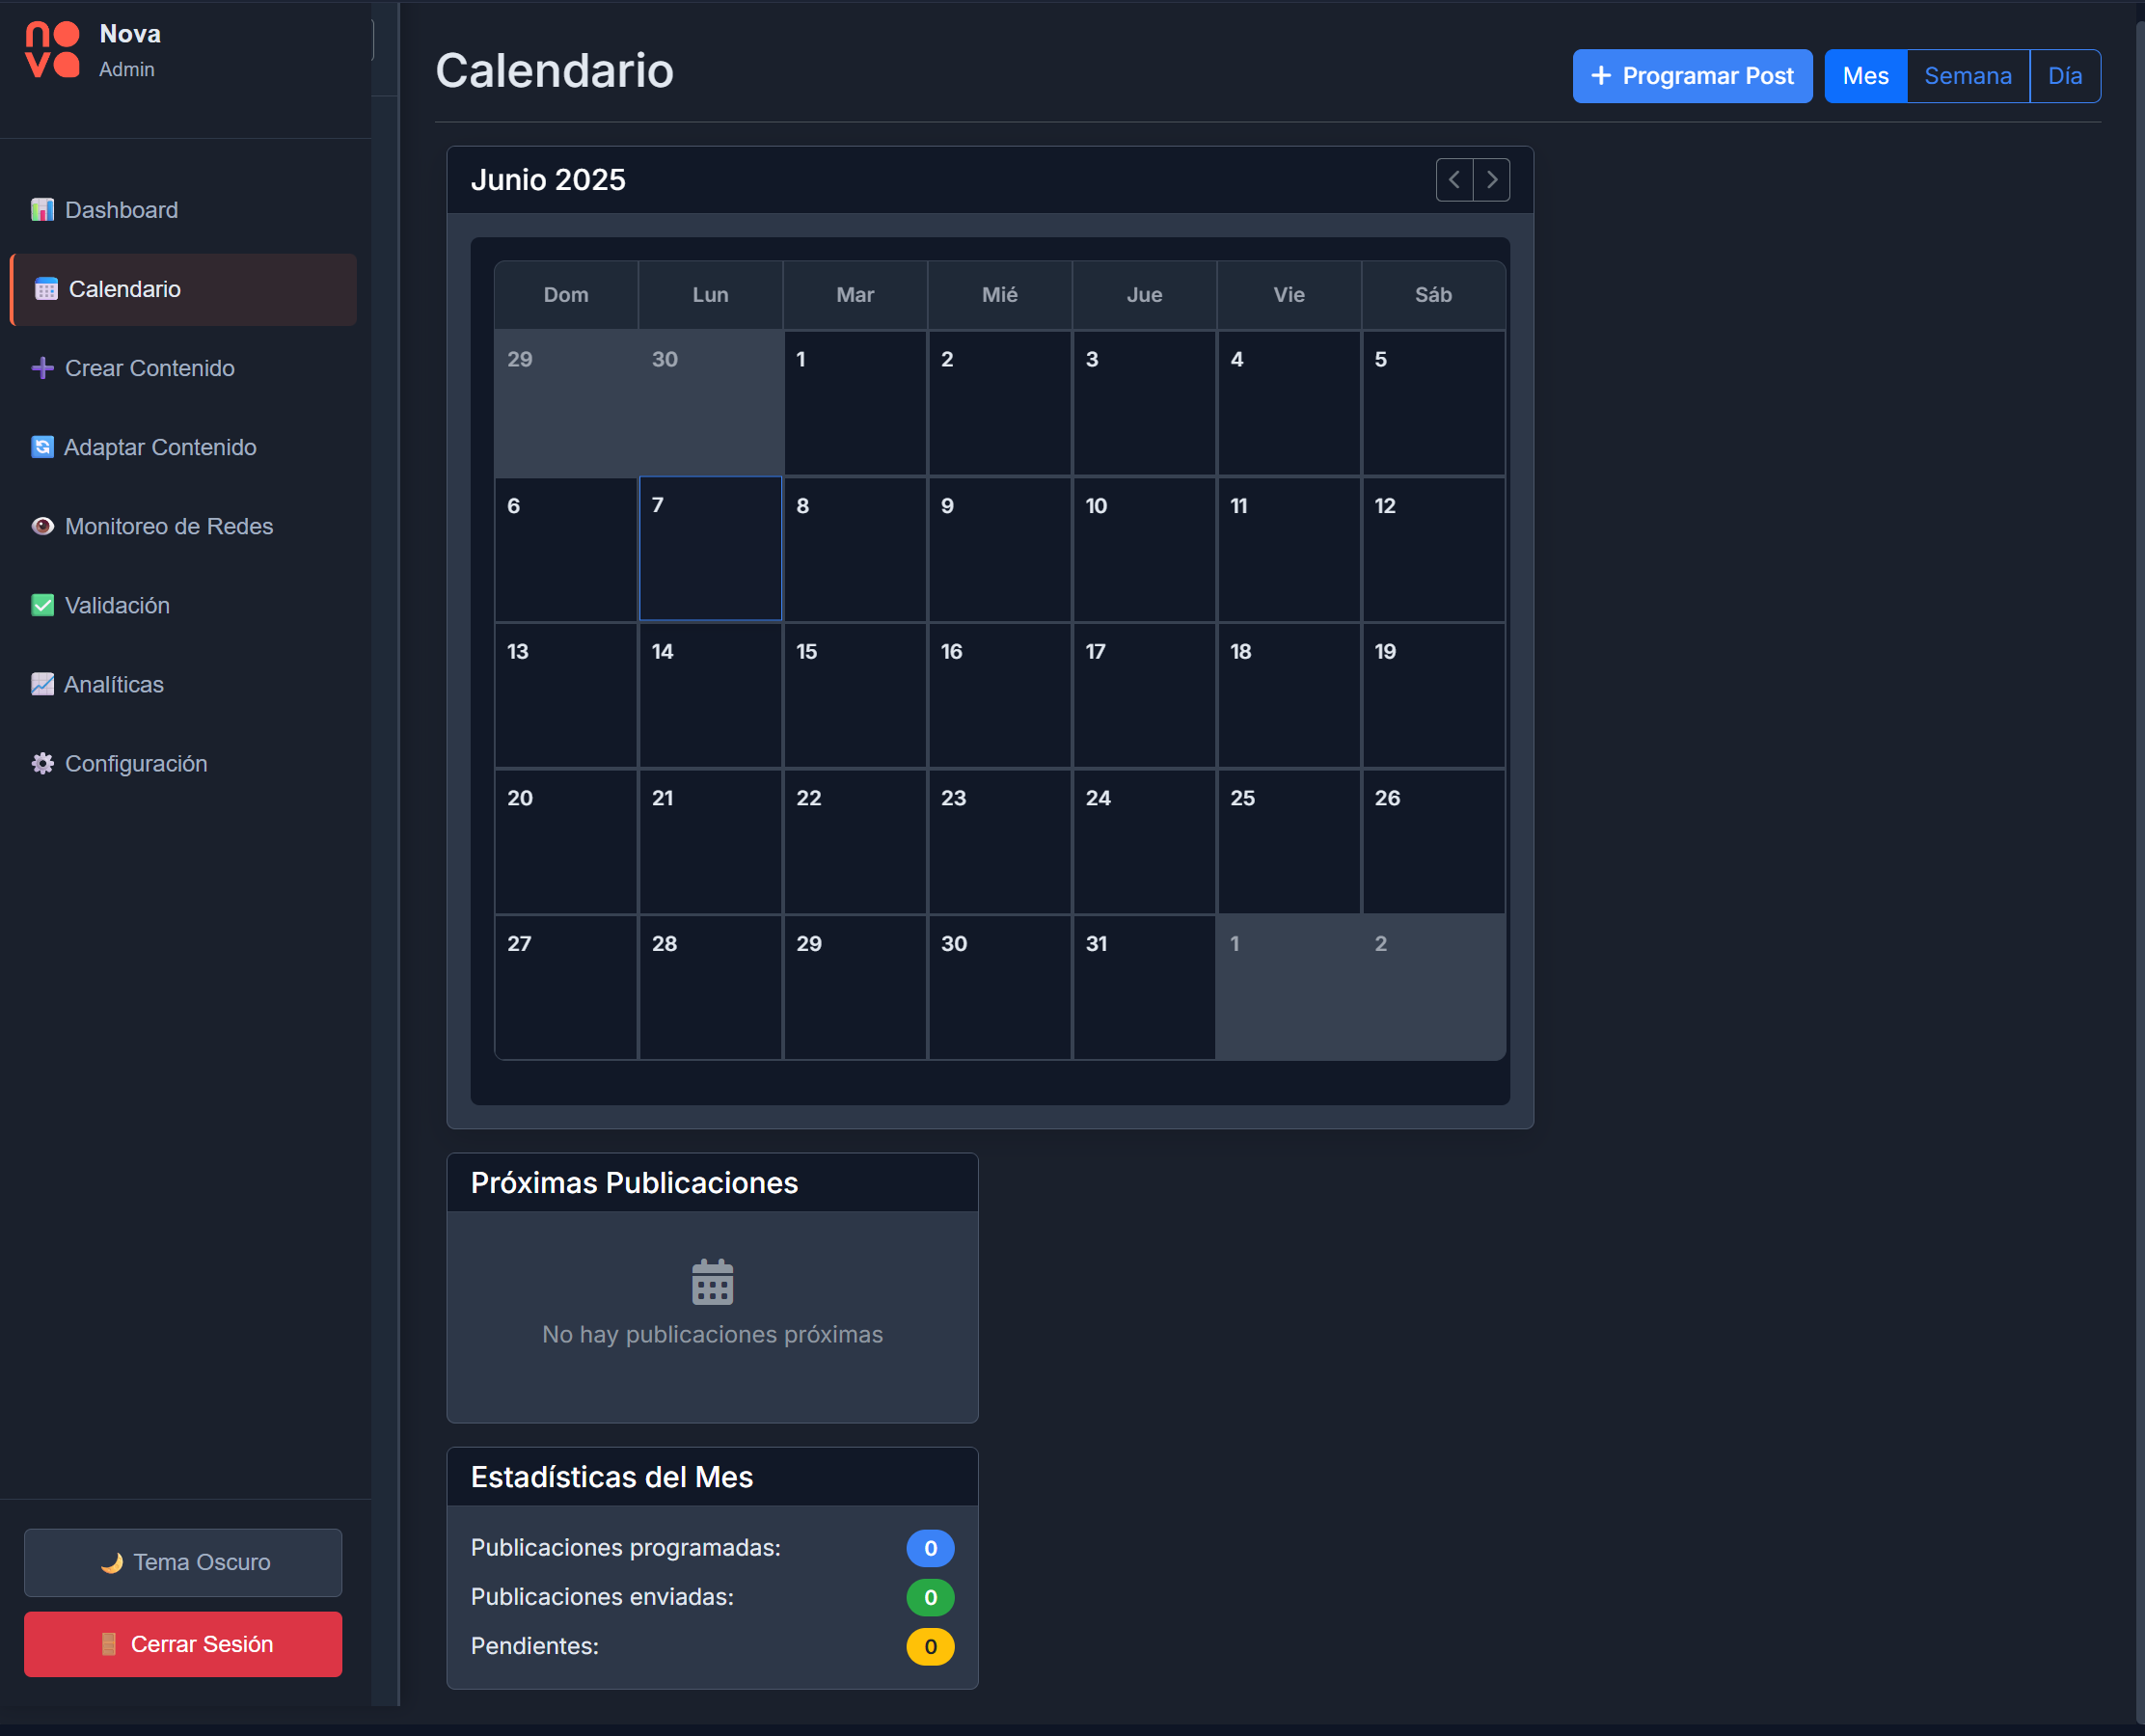 nova
Nova
Admin
Dashboard
Calendario
Crear Contenido
Adaptar Contenido
Monitoreo de Redes
Validación
Analíticas
Configuración
Tema Oscuro
Cerrar Sesión
Calendario
+ Programar Post Mes Semana Día
Junio 2025
Dom Lun Mar Mié Jue Vie Sáb
29 30 1 2 3 4 5
6 7 8 9 10 11 12
13 14 15 16 17 18 19
20 21 22 23 24 25 26
27 28 29 30 31 1 2
Próximas Publicaciones
No hay publicaciones próximas
Estadísticas del Mes
Publicaciones programadas: 0
Publicaciones enviadas: 0
Pendientes: 0